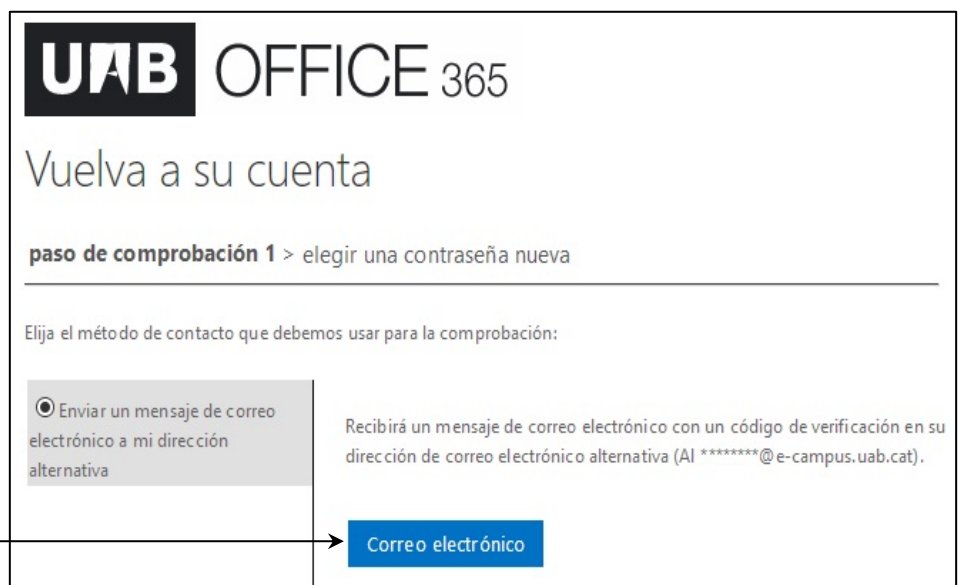 UAB OFFICE 365
Vuelva a su cuenta
paso de comprobación 1 > elegir una contraseña nueva
Elija el método de contacto que debemos usar para la comprobación:
Enviar un mensaje de correo
electrónico a mi dirección
alternativa
Recibirá un mensaje de correo electrónico con un código de verificación en su
dirección de correo electrónico alternativa (Al ********@e-campus.uab.cat).
Correo electrónico